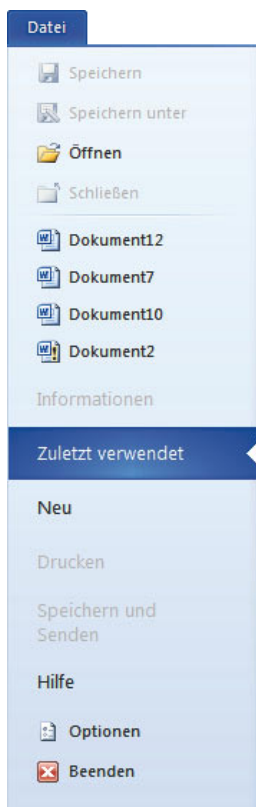 Datei
Speichern
Speichern unter
Öffnen
Schließen
Dokument12
Dokument7
Dokument10
Dokument2
Informationen
Zuletzt verwendet
Neu
Drucken
Speichern und
Senden
Hilfe
Optionen
Beenden